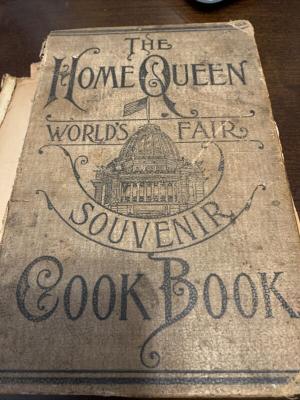 THE
HOME QUEEN
WORLD'S FAIR
SOUVENIR
COOK BOOK